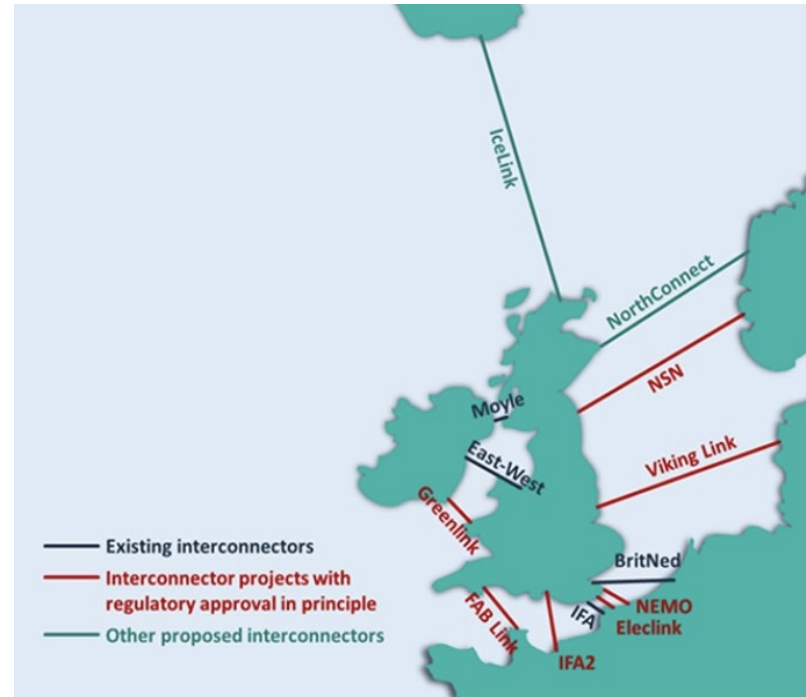 IceLink
NorthConnect
NSN
Moyle
Viking Link
East-West
Greenlink
BritNed
FAB Link
IFA
NEMO
Eleclink
IFA2
Existing interconnectors
Interconnector projects with
regulatory approval in principle
Other proposed interconnectors